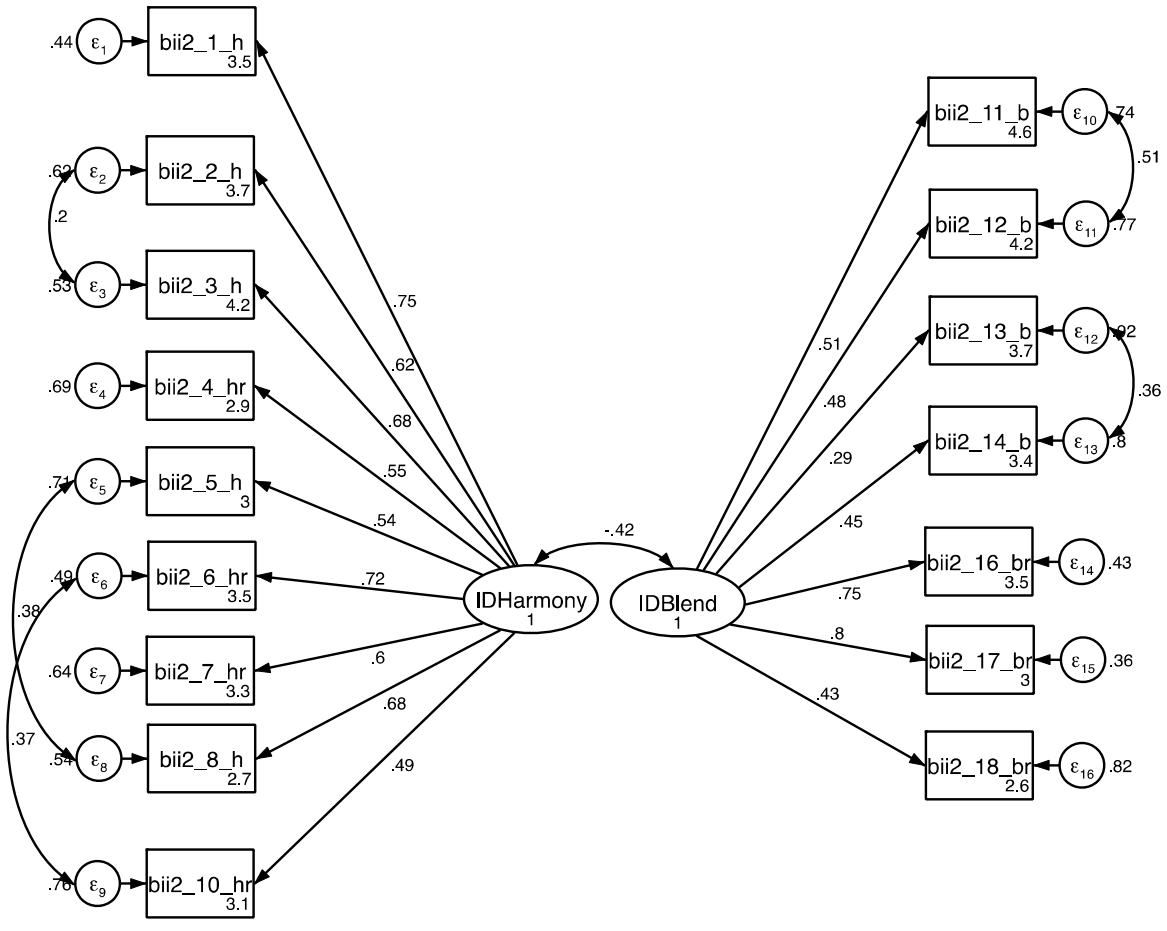 .44 ε1 bii2_1_h 3.5
.62 ε2 bii2_2_h 3.7
.2
.53 ε3 bii2_3_h 4.2
.69 ε4 bii2_4_hr 2.9
.71 ε5 bii2_5_h 3
.49 ε6 bii2_6_hr 3.5
.38
.64 ε7 bii2_7_hr 3.3
.37
.54 ε8 bii2_8_h 2.7
.76 ε9 bii2_10_hr 3.1
.75
.62
.68
.55
.54
.72
.6
.68
.49
IDHarmony
1
-.42
IDBlend
1
.51
.48
.29
.45
.75
.8
.43
bii2_11_b 4.6 ε10 .74
.51
bii2_12_b 4.2 ε11 .77
bii2_13_b 3.7 ε12 .92
.36
bii2_14_b 3.4 ε13 .8
bii2_16_br 3.5 ε14 .43
bii2_17_br 3 ε15 .36
bii2_18_br 2.6 ε16 .82